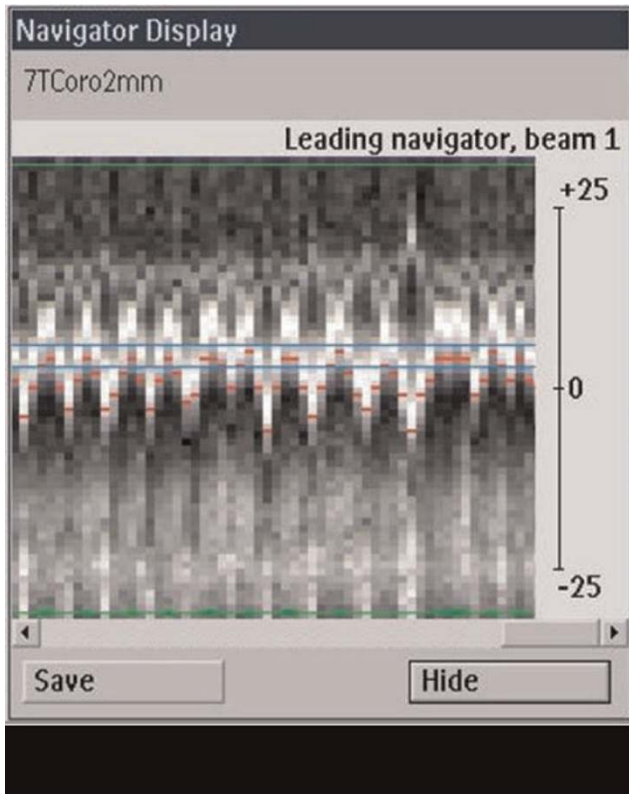 Navigator Display
7TCoro2mm
Leading navigator, beam 1
+25
0
-25
Save
Hide